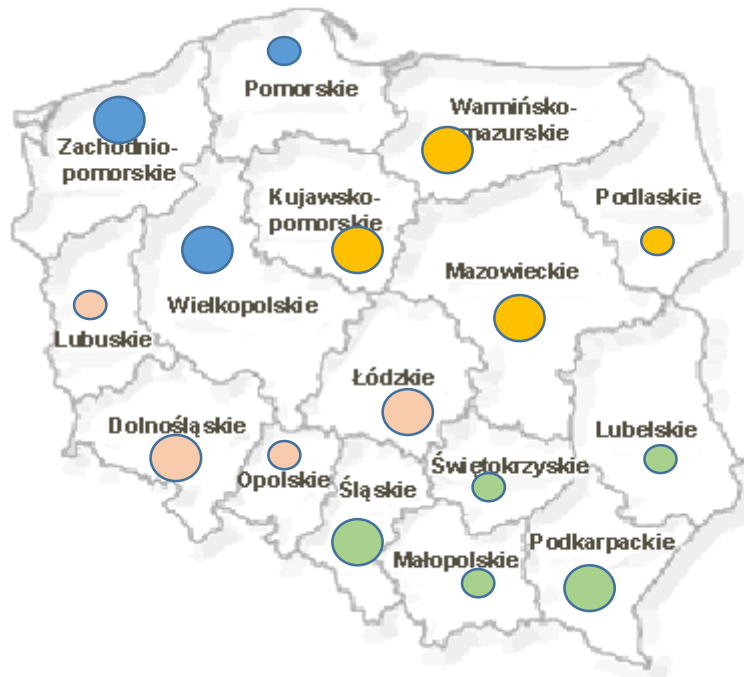 Pomorskie
Warmińsko-
mazurskie
Zachodnio-
pomorskie
Kujawsko-
pomorskie
Podlaskie
Mazowieckie
Wielkopolskie
Lubuskie
Łódzkie
Dolnośląskie
Lubelskie
Świętokrzyskie
Opolskie
Śląskie
Podkarpackie
Małopolskie